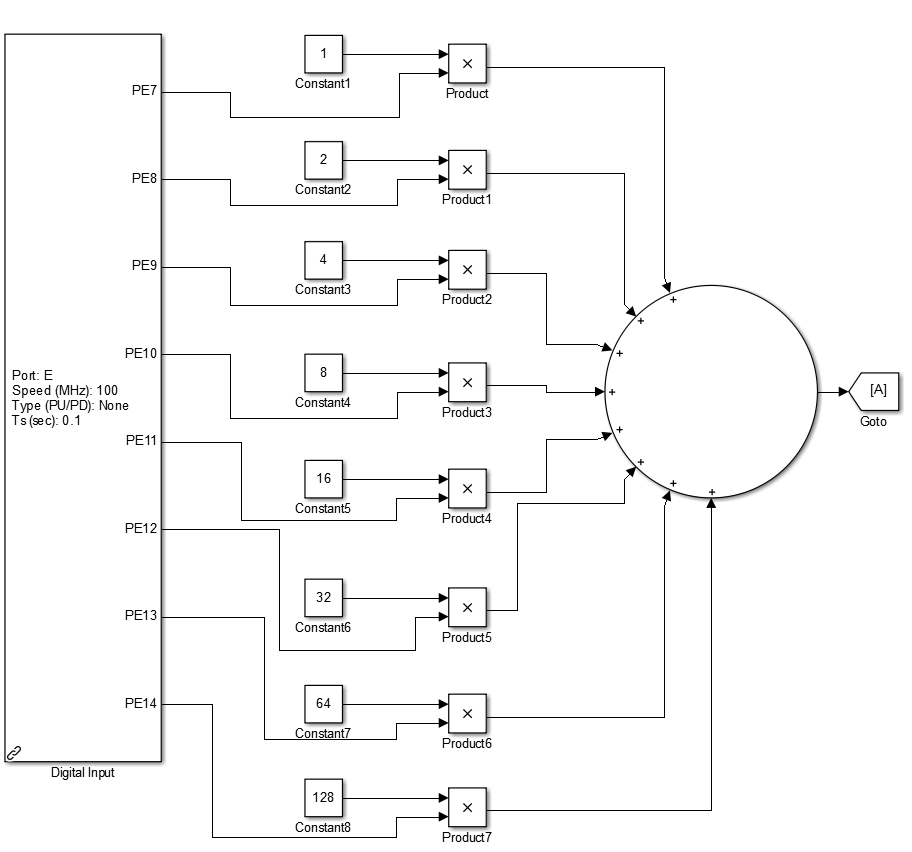 1
Constant1
×
Product
PE7
2
Constant2
×
Product1
PE8
4
Constant3
×
Product2
PE9
8
Constant4
×
Product3
PE10
Port: E
Speed (MHz): 100
Type (PU/PD): None
Ts (sec): 0.1
16
Constant5
×
Product4
PE11
32
Constant6
×
Product5
PE12
64
Constant7
×
Product6
PE13
128
Constant8
×
Product7
PE14
Digital Input
+
+
+
+
+
+
+
+
[A]
Goto